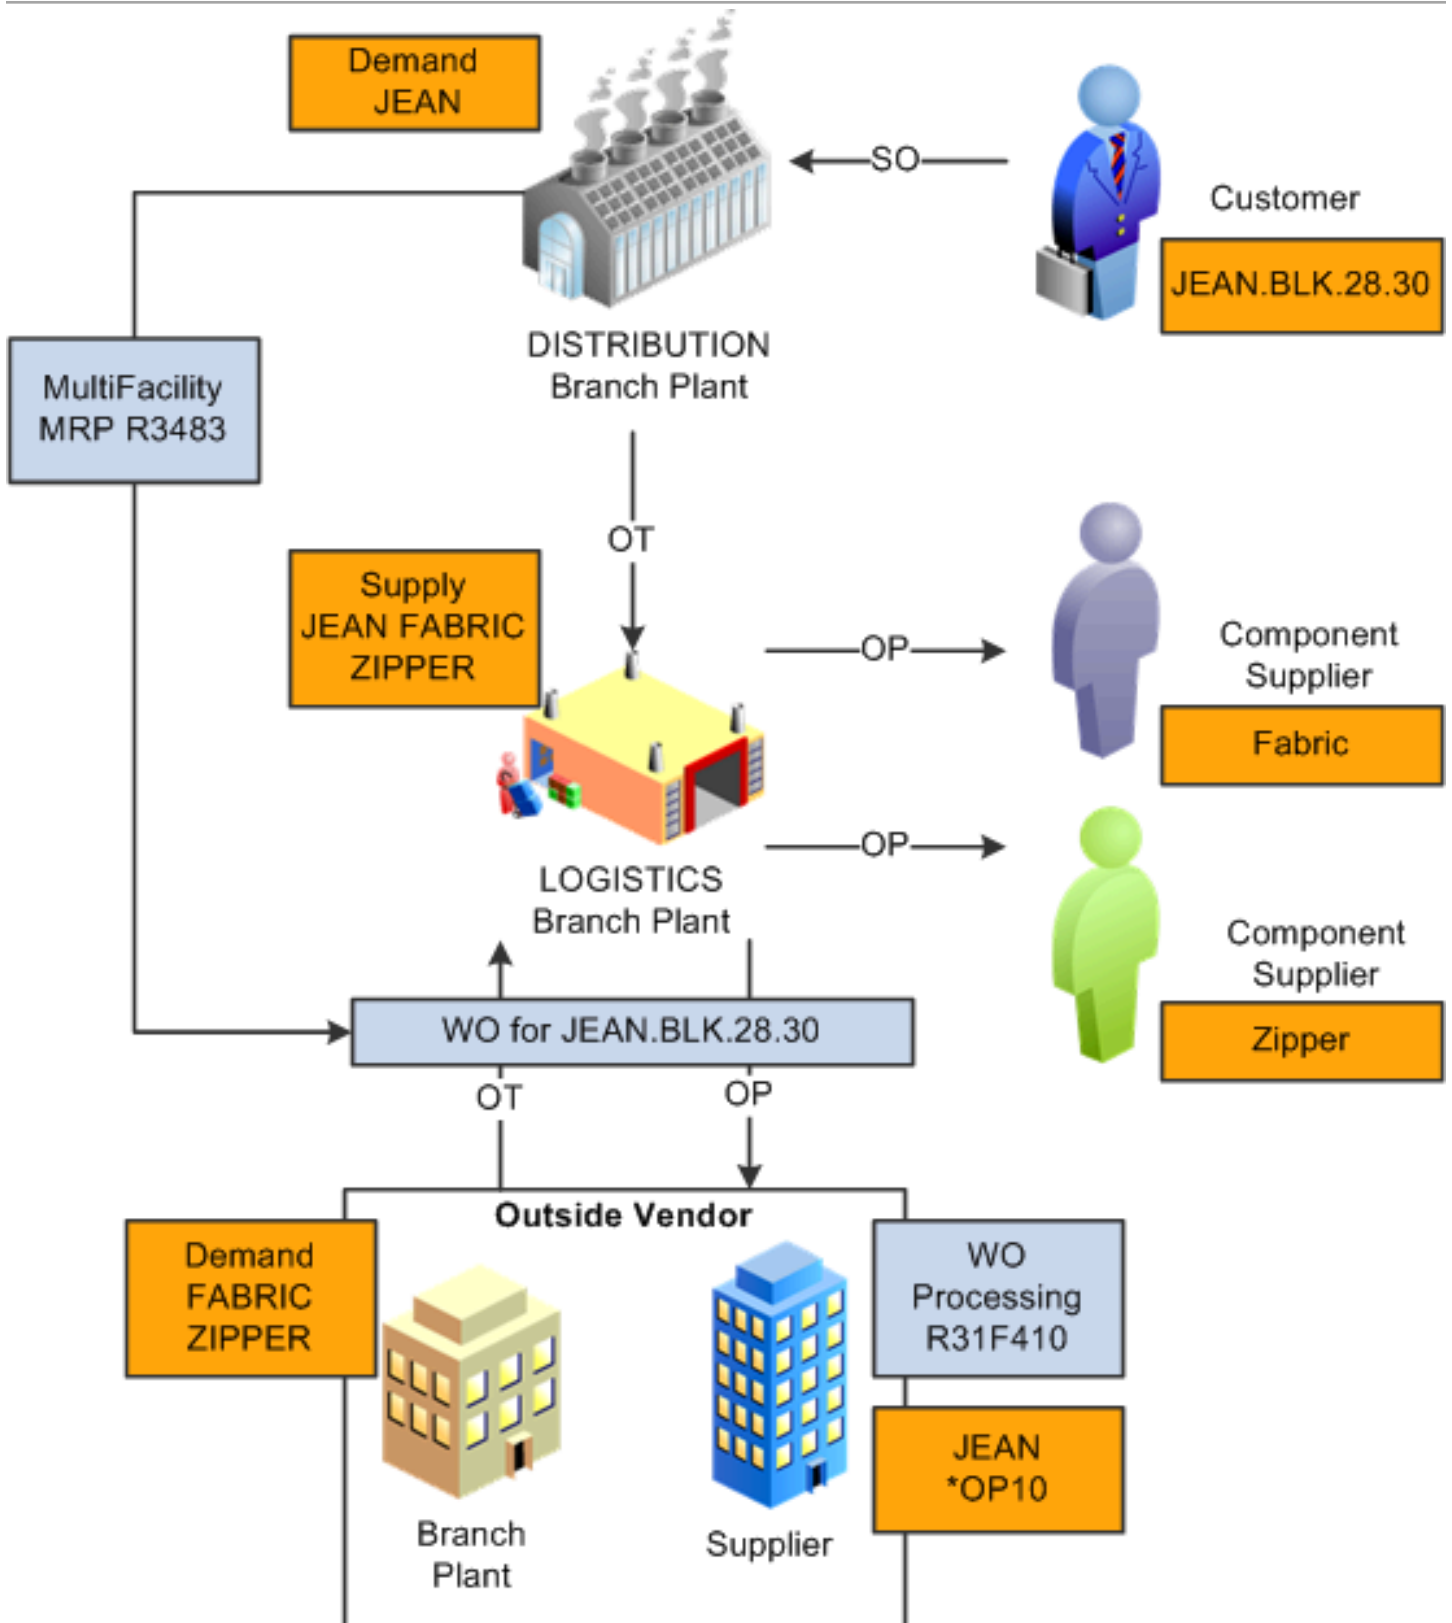 Demand
JEAN
SO
Customer
JEAN.BLK.28.30
DISTRIBUTION
Branch Plant
MultiFacility
MRP R3483
OT
Supply
JEAN FABRIC
ZIPPER
OP
Component
Supplier
Fabric
OP
LOGISTICS
Branch Plant
Component
Supplier
Zipper
WO for JEAN.BLK.28.30
OT
OP
Outside Vendor
Demand
FABRIC
ZIPPER
WO
Processing
R31F410
JEAN
*OP10
Branch
Plant
Supplier